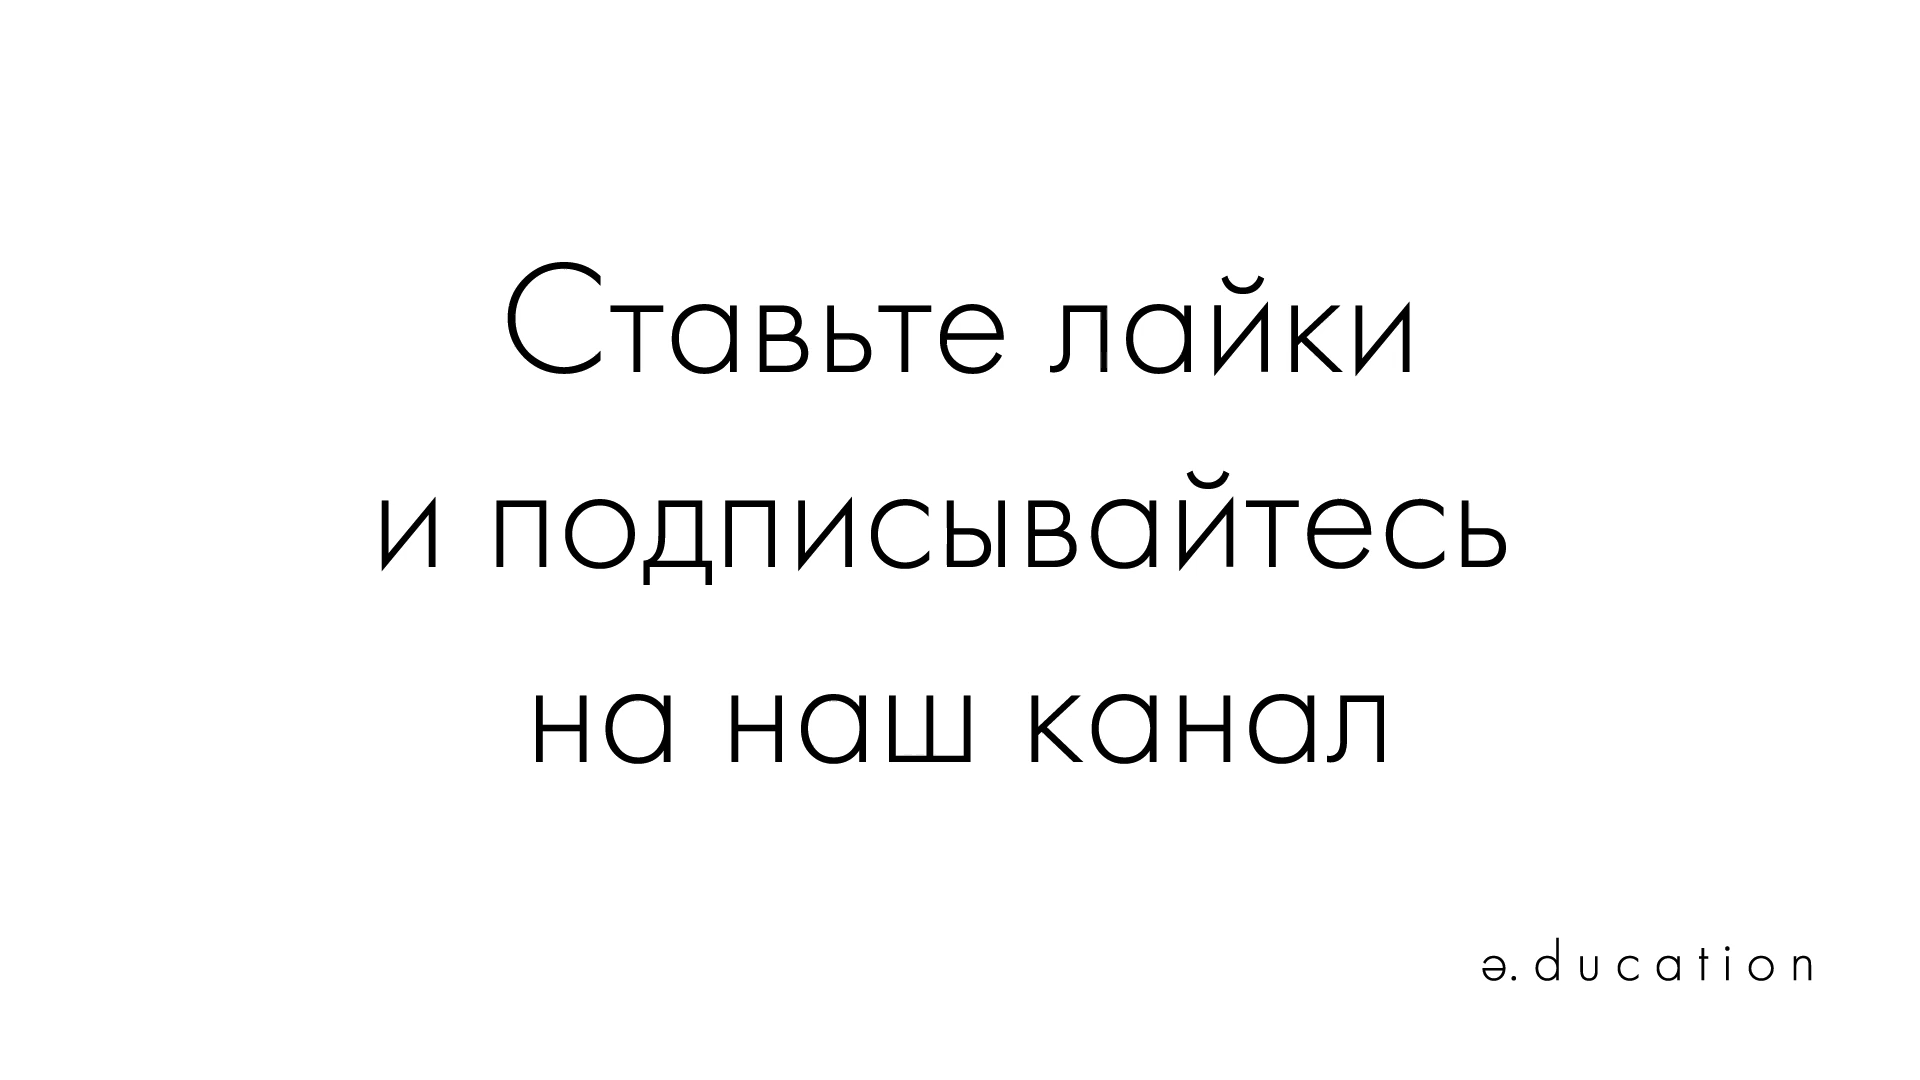 Ставьте лайки
и подписывайтесь
на наш канал
ə.ducation